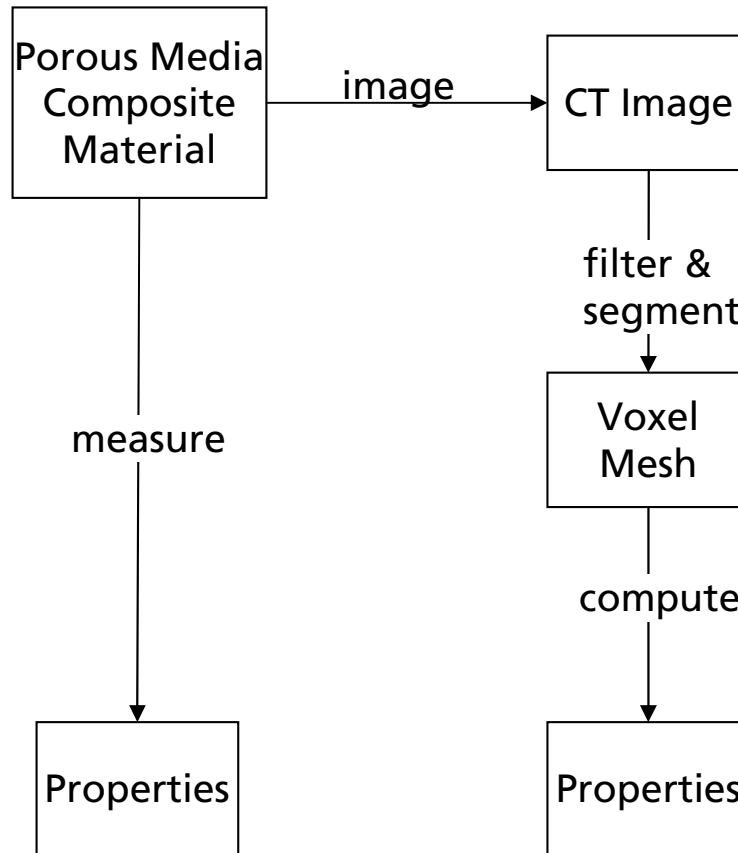 Porous Media
Composite
Material
image
CT Image
filter &
segment
measure
Voxel
Mesh
compute
Properties
Properties